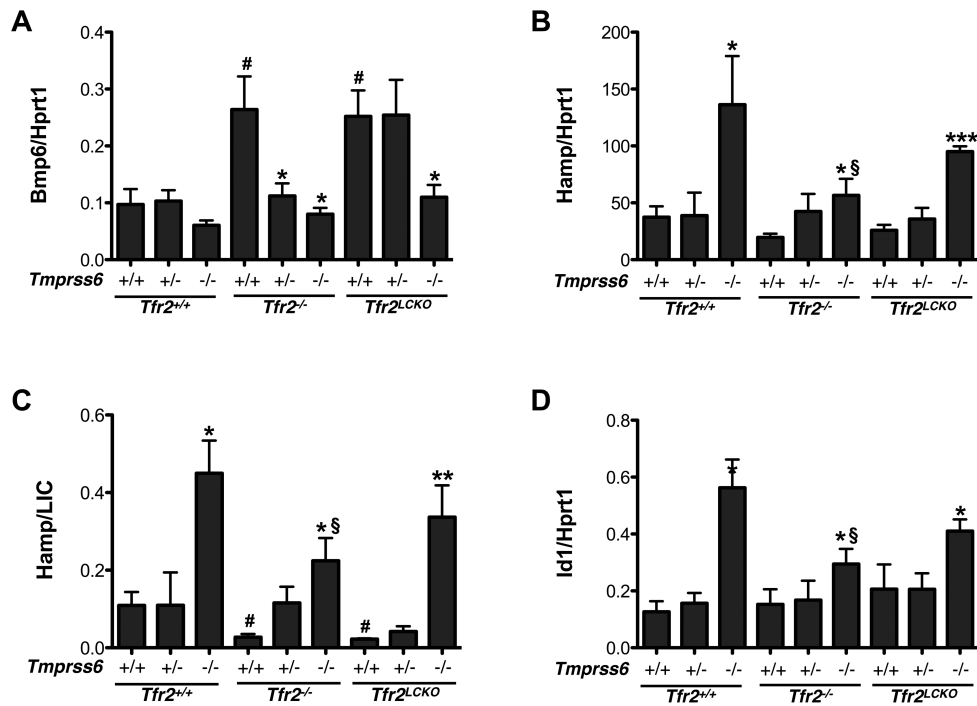 A
Bmp6/Hprt1
0.4
0.3
0.2
0.1
0.0
# * * # *
Tmprss6 +/+ +/- -/- +/+ +/- -/- +/+ +/- -/-
Tfr2+/+ Tfr2-/- Tfr2LCKO
B
Hamp/Hprt1
200
150
100
50
0
* * § ***
+/+ +/- -/- +/+ +/- -/- +/+ +/- -/-
Tfr2+/+ Tfr2-/- Tfr2LCKO
C
Hamp/LIC
0.6
0.4
0.2
0.0
* # * § # **
Tmprss6 +/+ +/- -/- +/+ +/- -/- +/+ +/- -/-
Tfr2+/+ Tfr2-/- Tfr2LCKO
D
Id1/Hprt1
0.8
0.6
0.4
0.2
0.0
* * § *
+/+ +/- -/- +/+ +/- -/- +/+ +/- -/-
Tfr2+/+ Tfr2-/- Tfr2LCKO